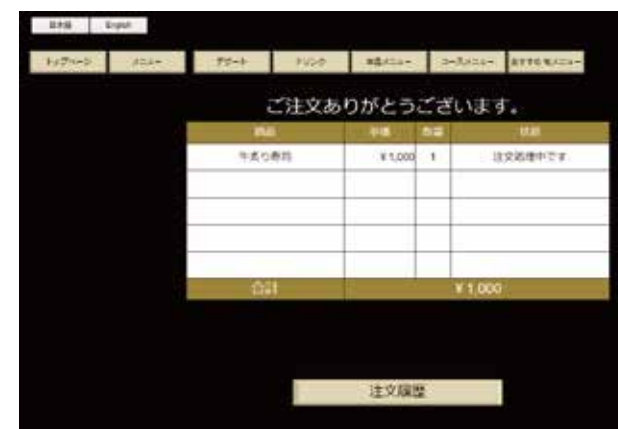 日本語 English
トップページ メニュー デザート ドリンク 単品メニュー コースメニュー おすすめ
ご注文ありがとうございます。
商品 単価 数量 状態
牛炙り寿司 ¥1,000 1 注文処理中です
合計 ¥1,000
注文履歴